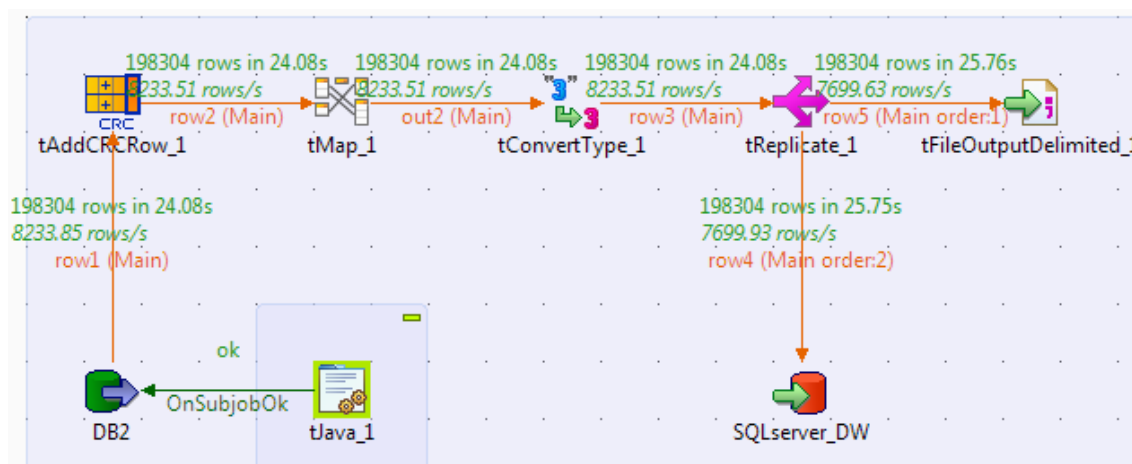 198304 rows in 24.08s
8233.51 rows/s
row2 (Main)
198304 rows in 24.08s
8233.51 rows/s
out2 (Main)
198304 rows in 24.08s
8233.51 rows/s
row3 (Main)
198304 rows in 25.76s
7699.63 rows/s
row5 (Main order:1)
CRC
"3"
3
tAddCRCRow_1
tMap_1
tConvertType_1
tReplicate_1
tFileOutputDelimited_1
198304 rows in 24.08s
8233.85 rows/s
row1 (Main)
198304 rows in 25.75s
7699.93 rows/s
row4 (Main order:2)
ok
OnSubjobOk
DB2
tJava_1
SQLserver_DW